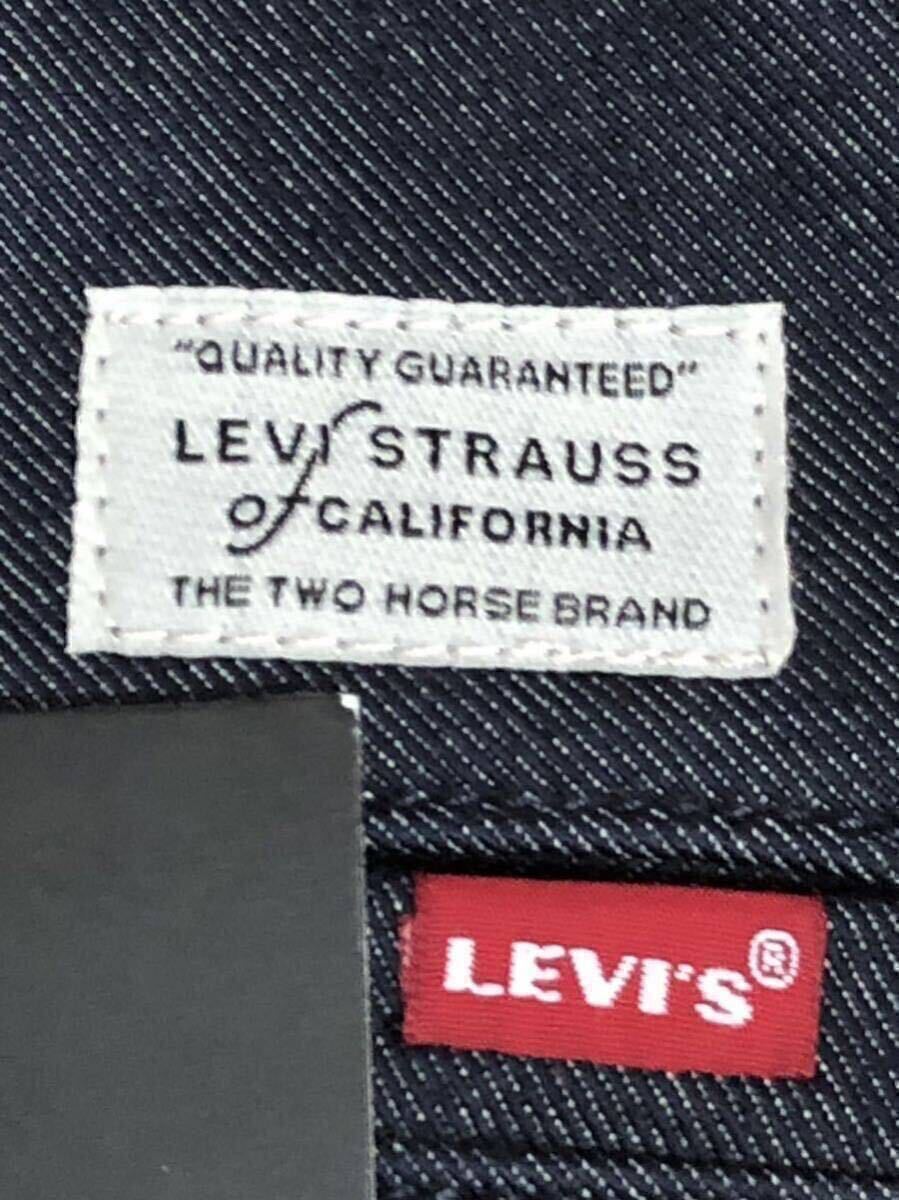 "QUALITY GUARANTEED"
LEVI STRAUSS
of CALIFORNIA
THE TWO HORSE BRAND
LEVI'S®